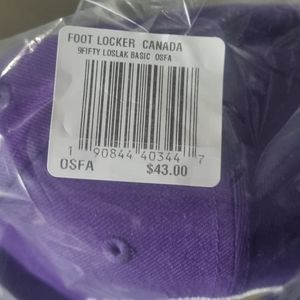 FOOT LOCKER CANADA
9FIFTY LOSLAK BASIC OSFA
1 90844 40344 7
OSFA $43.00